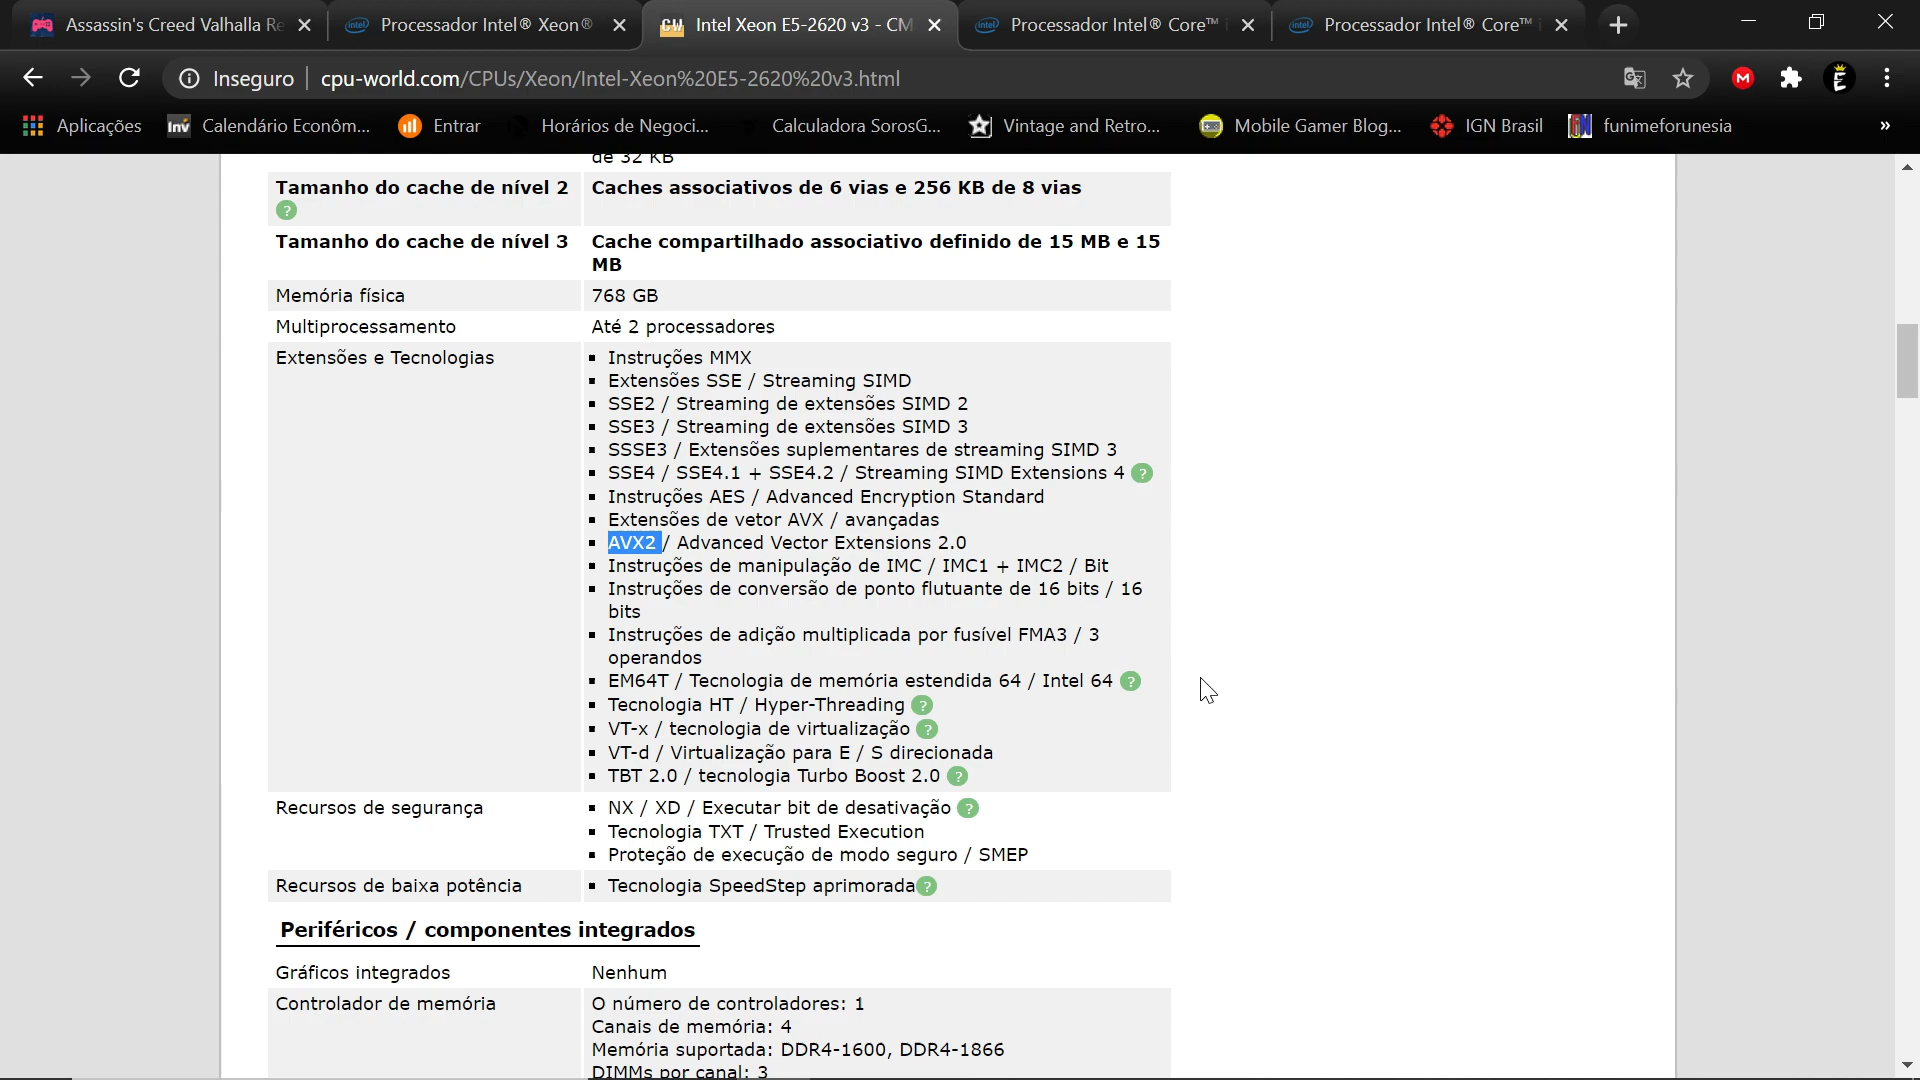 Assassin's Creed Valhalla Re
Processador Intel® Xeon®
CW
Intel Xeon E5-2620 v3 - CM
Processador Intel® Core™
Processador Intel® Core™ i
Inseguro
cpu-world.com/CPUs/Xeon/Intel-Xeon%20E5-2620%20v3.html
M
E
Aplicações
Inv
Calendário Econôm...
Entrar
Horários de Negoci...
Calculadora SorosG...
Vintage and Retro...
Mobile Gamer Blog...
IGN Brasil
funimeforunesia
»
de 32 KB
Tamanho do cache de nível 2
?
Caches associativos de 6 vias e 256 KB de 8 vias
Tamanho do cache de nível 3
Cache compartilhado associativo definido de 15 MB e 15
MB
Memória física
768 GB
Multiprocessamento
Até 2 processadores
Extensões e Tecnologias
Instruções MMX
Extensões SSE / Streaming SIMD
SSE2 / Streaming de extensões SIMD 2
SSE3 / Streaming de extensões SIMD 3
SSSE3 / Extensões suplementares de streaming SIMD 3
SSE4 / SSE4.1 + SSE4.2 / Streaming SIMD Extensions 4 ?
Instruções AES / Advanced Encryption Standard
Extensões de vetor AVX / avançadas
AVX2 / Advanced Vector Extensions 2.0
Instruções de manipulação de IMC / IMC1 + IMC2 / Bit
Instruções de conversão de ponto flutuante de 16 bits / 16
bits
Instruções de adição multiplicada por fusível FMA3 / 3
operandos
EM64T / Tecnologia de memória estendida 64 / Intel 64 ?
Tecnologia HT / Hyper-Threading ?
VT-x / tecnologia de virtualização ?
VT-d / Virtualização para E / S direcionada
TBT 2.0 / tecnologia Turbo Boost 2.0 ?
Recursos de segurança
NX / XD / Executar bit de desativação ?
Tecnologia TXT / Trusted Execution
Proteção de execução de modo seguro / SMEP
Recursos de baixa potência
Tecnologia SpeedStep aprimorada ?
Periféricos / componentes integrados
Gráficos integrados
Nenhum
Controlador de memória
O número de controladores: 1
Canais de memória: 4
Memória suportada: DDR4-1600, DDR4-1866
DIMMs por canal: 3